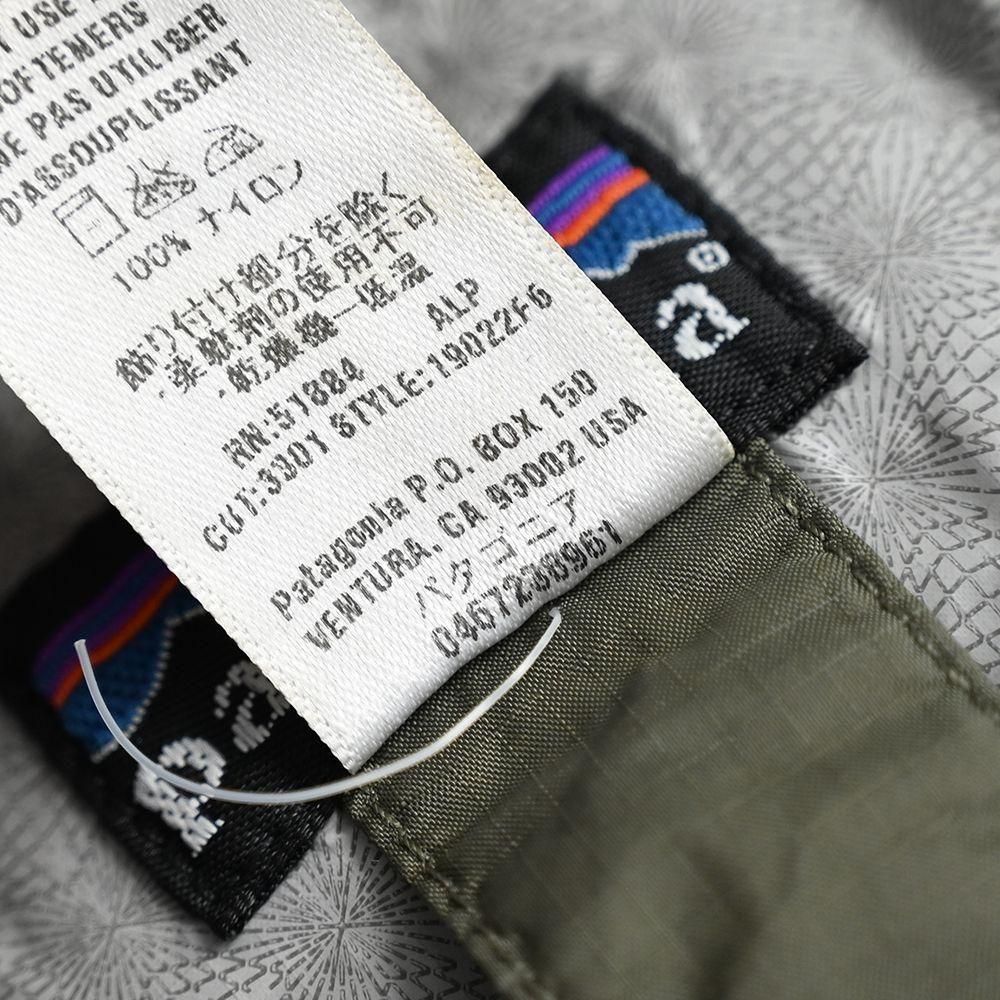 USE
SOFTENERS
NE PAS UTILISER
D'ASSOUPLISSANT
100% ナイロン
飾り付け部分を除く
・柔軟剤の使用不可
・乾燥機ー低温
RN:51884 ALP
CUT:3301 STYLE:19022F6
Patagonia P.O. BOX 150
VENTURA, CA 93002 USA
パタゴニア